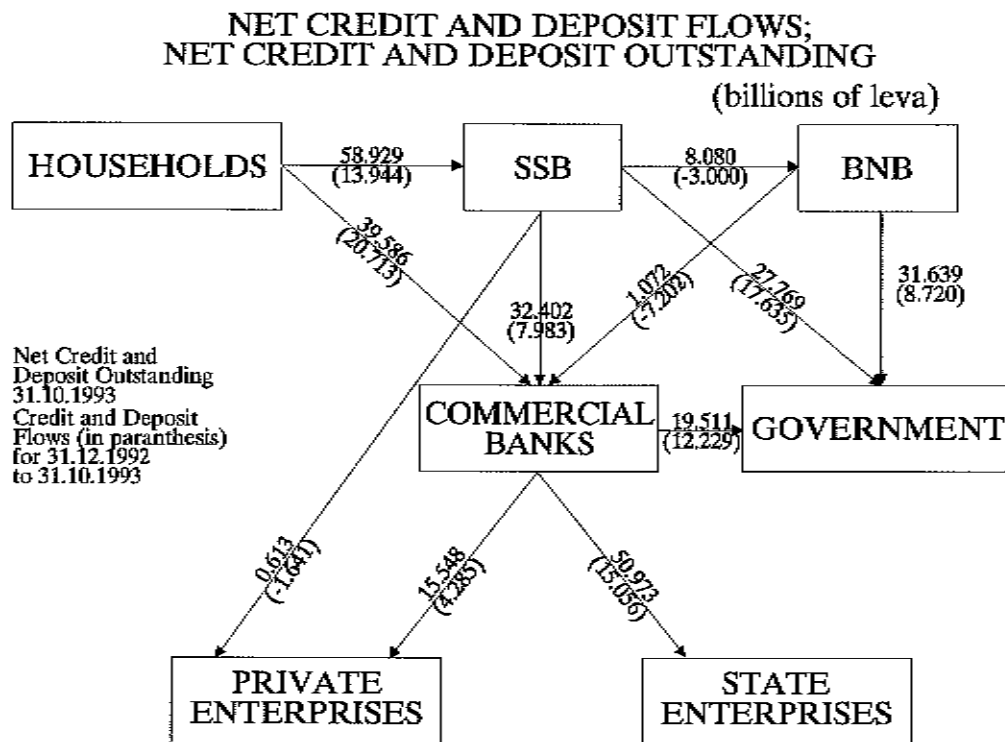 NET CREDIT AND DEPOSIT FLOWS;
NET CREDIT AND DEPOSIT OUTSTANDING
(billions of leva)
HOUSEHOLDS
58.929
(13.944)
SSB
8.080
(-3.000)
BNB
39.586
(20.713)
32.402
(7.983)
1.072
(-7.202)
27.769
(17.635)
31.639
(8.720)
Net Credit and
Deposit Outstanding
31.10.1993
Credit and Deposit
Flows (in paranthesis)
for 31.12.1992
to 31.10.1993
COMMERCIAL
BANKS
19.511
(12.229)
GOVERNMENT
0.613
(-1.641)
15.548
(4.285)
50.973
(15.056)
PRIVATE
ENTERPRISES
STATE
ENTERPRISES